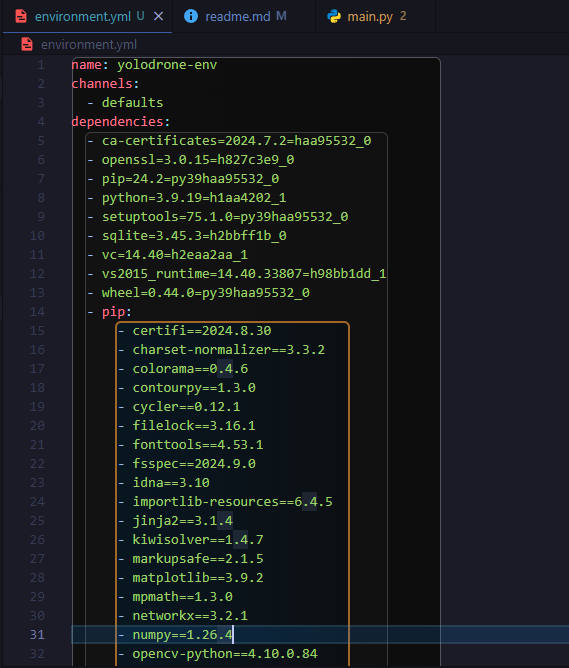 environment.yml U readme.md M main.py 2
environment.yml
1 name: yolodrone-env
2 channels:
3 - defaults
4 dependencies:
5 - ca-certificates=2024.7.2=haa95532_0
6 - openssl=3.0.15=h827c3e9_0
7 - pip=24.2=py39haa95532_0
8 - python=3.9.19=h1aa4202_1
9 - setuptools=75.1.0=py39haa95532_0
10 - sqlite=3.45.3=h2bbff1b_0
11 - vc=14.40=h2eaa2aa_1
12 - vs2015_runtime=14.40.33807=h98bb1dd_1
13 - wheel=0.44.0=py39haa95532_0
14 - pip:
15 - certifi==2024.8.30
16 - charset-normalizer==3.3.2
17 - colorama==0.4.6
18 - contourpy==1.3.0
19 - cycler==0.12.1
20 - filelock==3.16.1
21 - fonttools==4.53.1
22 - fsspec==2024.9.0
23 - idna==3.10
24 - importlib-resources==6.4.5
25 - jinja2==3.1.4
26 - kiwisolver==1.4.7
27 - markupsafe==2.1.5
28 - matplotlib==3.9.2
29 - mpmath==1.3.0
30 - networkx==3.2.1
31 - numpy==1.26.4
32 - opencv-python==4.10.0.84